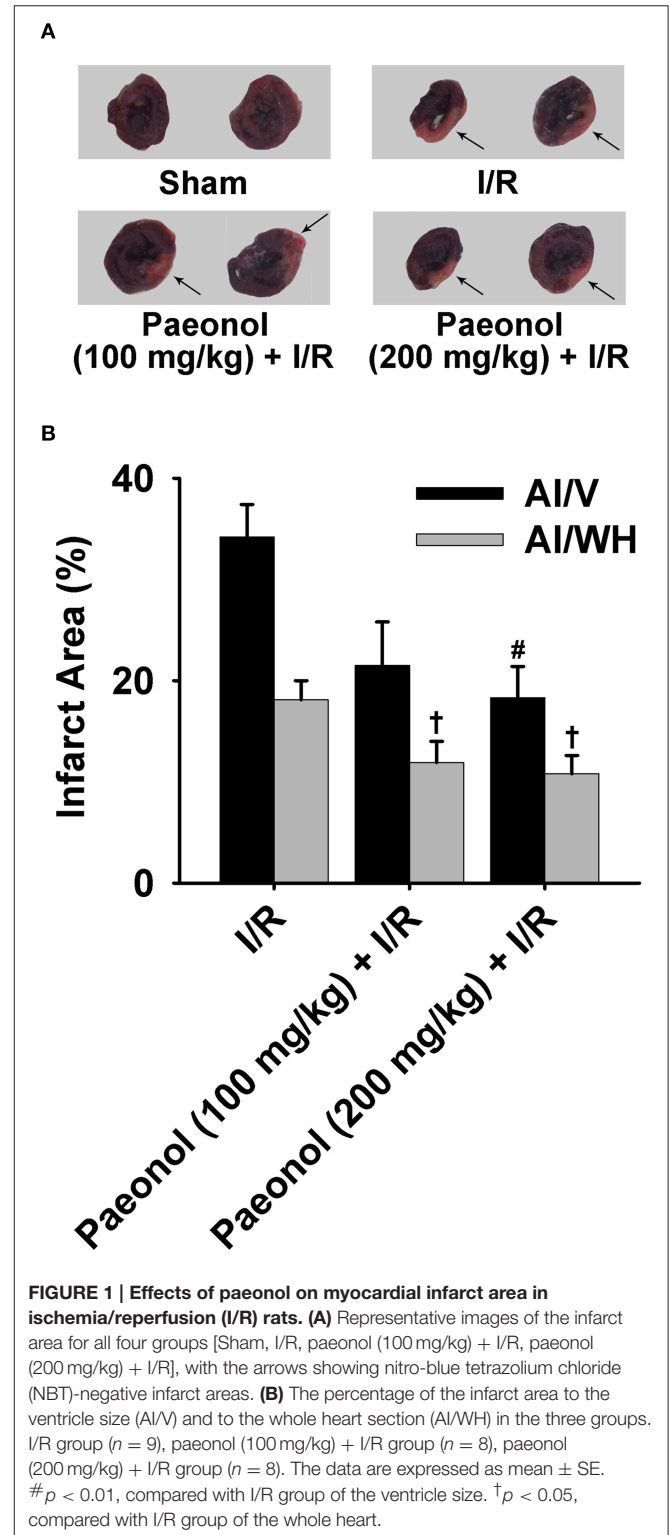 A
Sham
I/R
Paeonol
(100 mg/kg) + I/R
Paeonol
(200 mg/kg) + I/R
B
40
20
0
Infarct Area (%)
AI/V
AI/WH
#
†
†
I/R
Paeonol (100 mg/kg) + I/R
Paeonol (200 mg/kg) + I/R
FIGURE 1 | Effects of paeonol on myocardial infarct area in
ischemia/reperfusion (I/R) rats. (A) Representative images of the infarct
area for all four groups [Sham, I/R, paeonol (100 mg/kg) + I/R, paeonol
(200 mg/kg) + I/R], with the arrows showing nitro-blue tetrazolium chloride
(NBT)-negative infarct areas. (B) The percentage of the infarct area to the
ventricle size (AI/V) and to the whole heart section (AI/WH) in the three groups.
I/R group (n = 9), paeonol (100 mg/kg) + I/R group (n = 8), paeonol
(200 mg/kg) + I/R group (n = 8). The data are expressed as mean ± SE.
#p < 0.01, compared with I/R group of the ventricle size. †p < 0.05,
compared with I/R group of the whole heart.